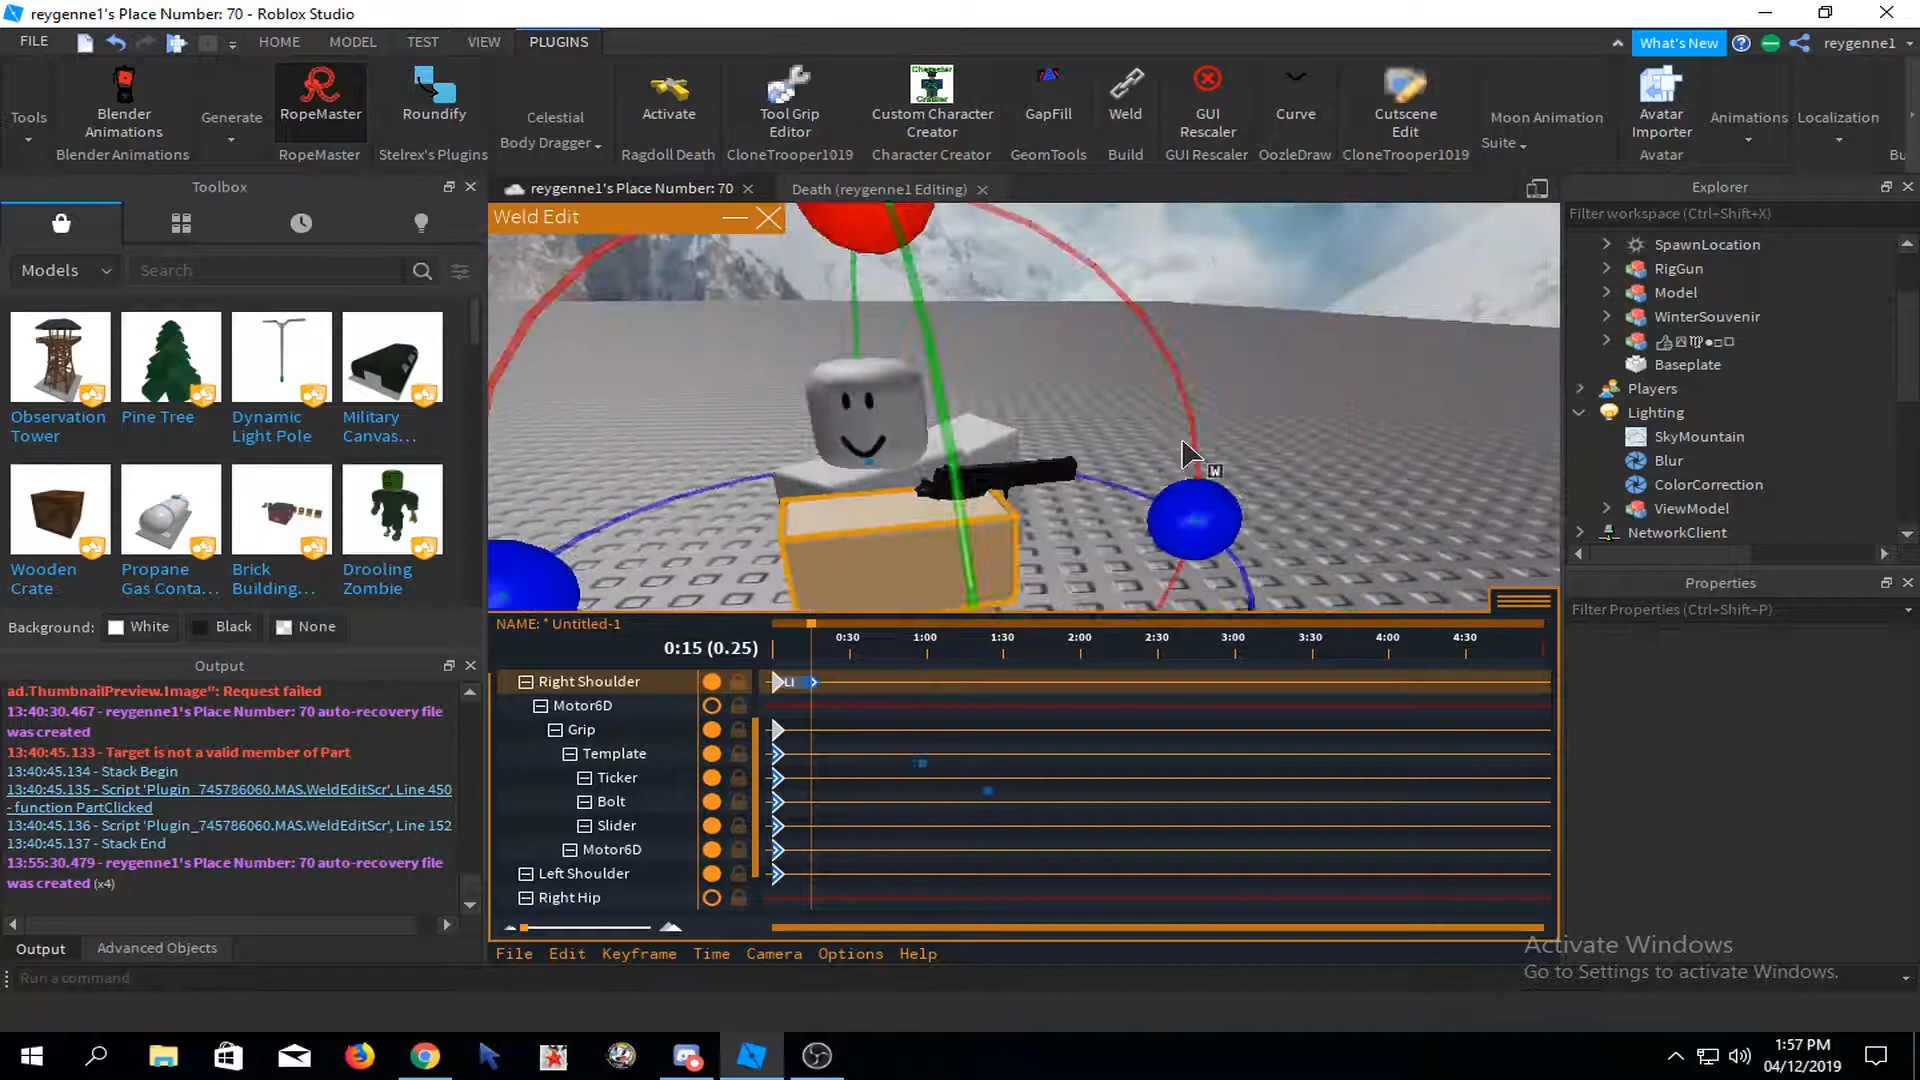 reygenne1's Place Number: 70 - Roblox Studio
FILE
HOME
MODEL
TEST
VIEW
PLUGINS
What's New
reygenne1
Tools
Blender
Animations
Blender Animations
Generate
RopeMaster
RopeMaster
Roundify
Stelrex's Plugins
Celestial
Body Dragger
Activate
Ragdoll Death
Tool Grip
Editor
CloneTrooper1019
Character
Creator
Custom Character
Creator
Character Creator
GapFill
GeomTools
Weld
Build
GUI
Rescaler
GUI Rescaler
Curve
OozleDraw
Cutscene
Edit
CloneTrooper1019
Moon Animation
Suite
Avatar
Importer
Avatar
Animations
Localization
Bu
Toolbox
Models
Search
Observation
Tower
Pine Tree
Dynamic
Light Pole
Military
Canvas...
Wooden
Crate
Propane
Gas Conta...
Brick
Building...
Drooling
Zombie
Background:
White
Black
None
Output
ad.ThumbnailPreview.Image": Request failed
13:40:30.467 - reygenne1's Place Number: 70 auto-recovery file
was created
13:40:45.133 - Target is not a valid member of Part
13:40:45.134 - Stack Begin
13:40:45.135 - Script 'Plugin_745786060.MAS.WeldEditScr', Line 450
- function PartClicked
13:40:45.136 - Script 'Plugin_745786060.MAS.WeldEditScr', Line 152
13:40:45.137 - Stack End
13:55:30.479 - reygenne1's Place Number: 70 auto-recovery file
was created (x4)
Output
Advanced Objects
Run a command
reygenne1's Place Number: 70
Death (reygenne1 Editing)
Weld Edit
W
NAME: * Untitled-1
0:15 (0.25)
0:30
1:00
1:30
2:00
2:30
3:00
3:30
4:00
4:30
Right Shoulder
LI
Motor6D
Grip
Template
Ticker
Bolt
Slider
Motor6D
Left Shoulder
Right Hip
File
Edit
Keyframe
Time
Camera
Options
Help
Explorer
Filter workspace (Ctrl+Shift+X)
SpawnLocation
RigGun
Model
WinterSouvenir
Baseplate
Players
Lighting
SkyMountain
Blur
ColorCorrection
ViewModel
NetworkClient
Properties
Filter Properties (Ctrl+Shift+P)
Activate Windows
Go to Settings to activate Windows.
1:57 PM
04/12/2019